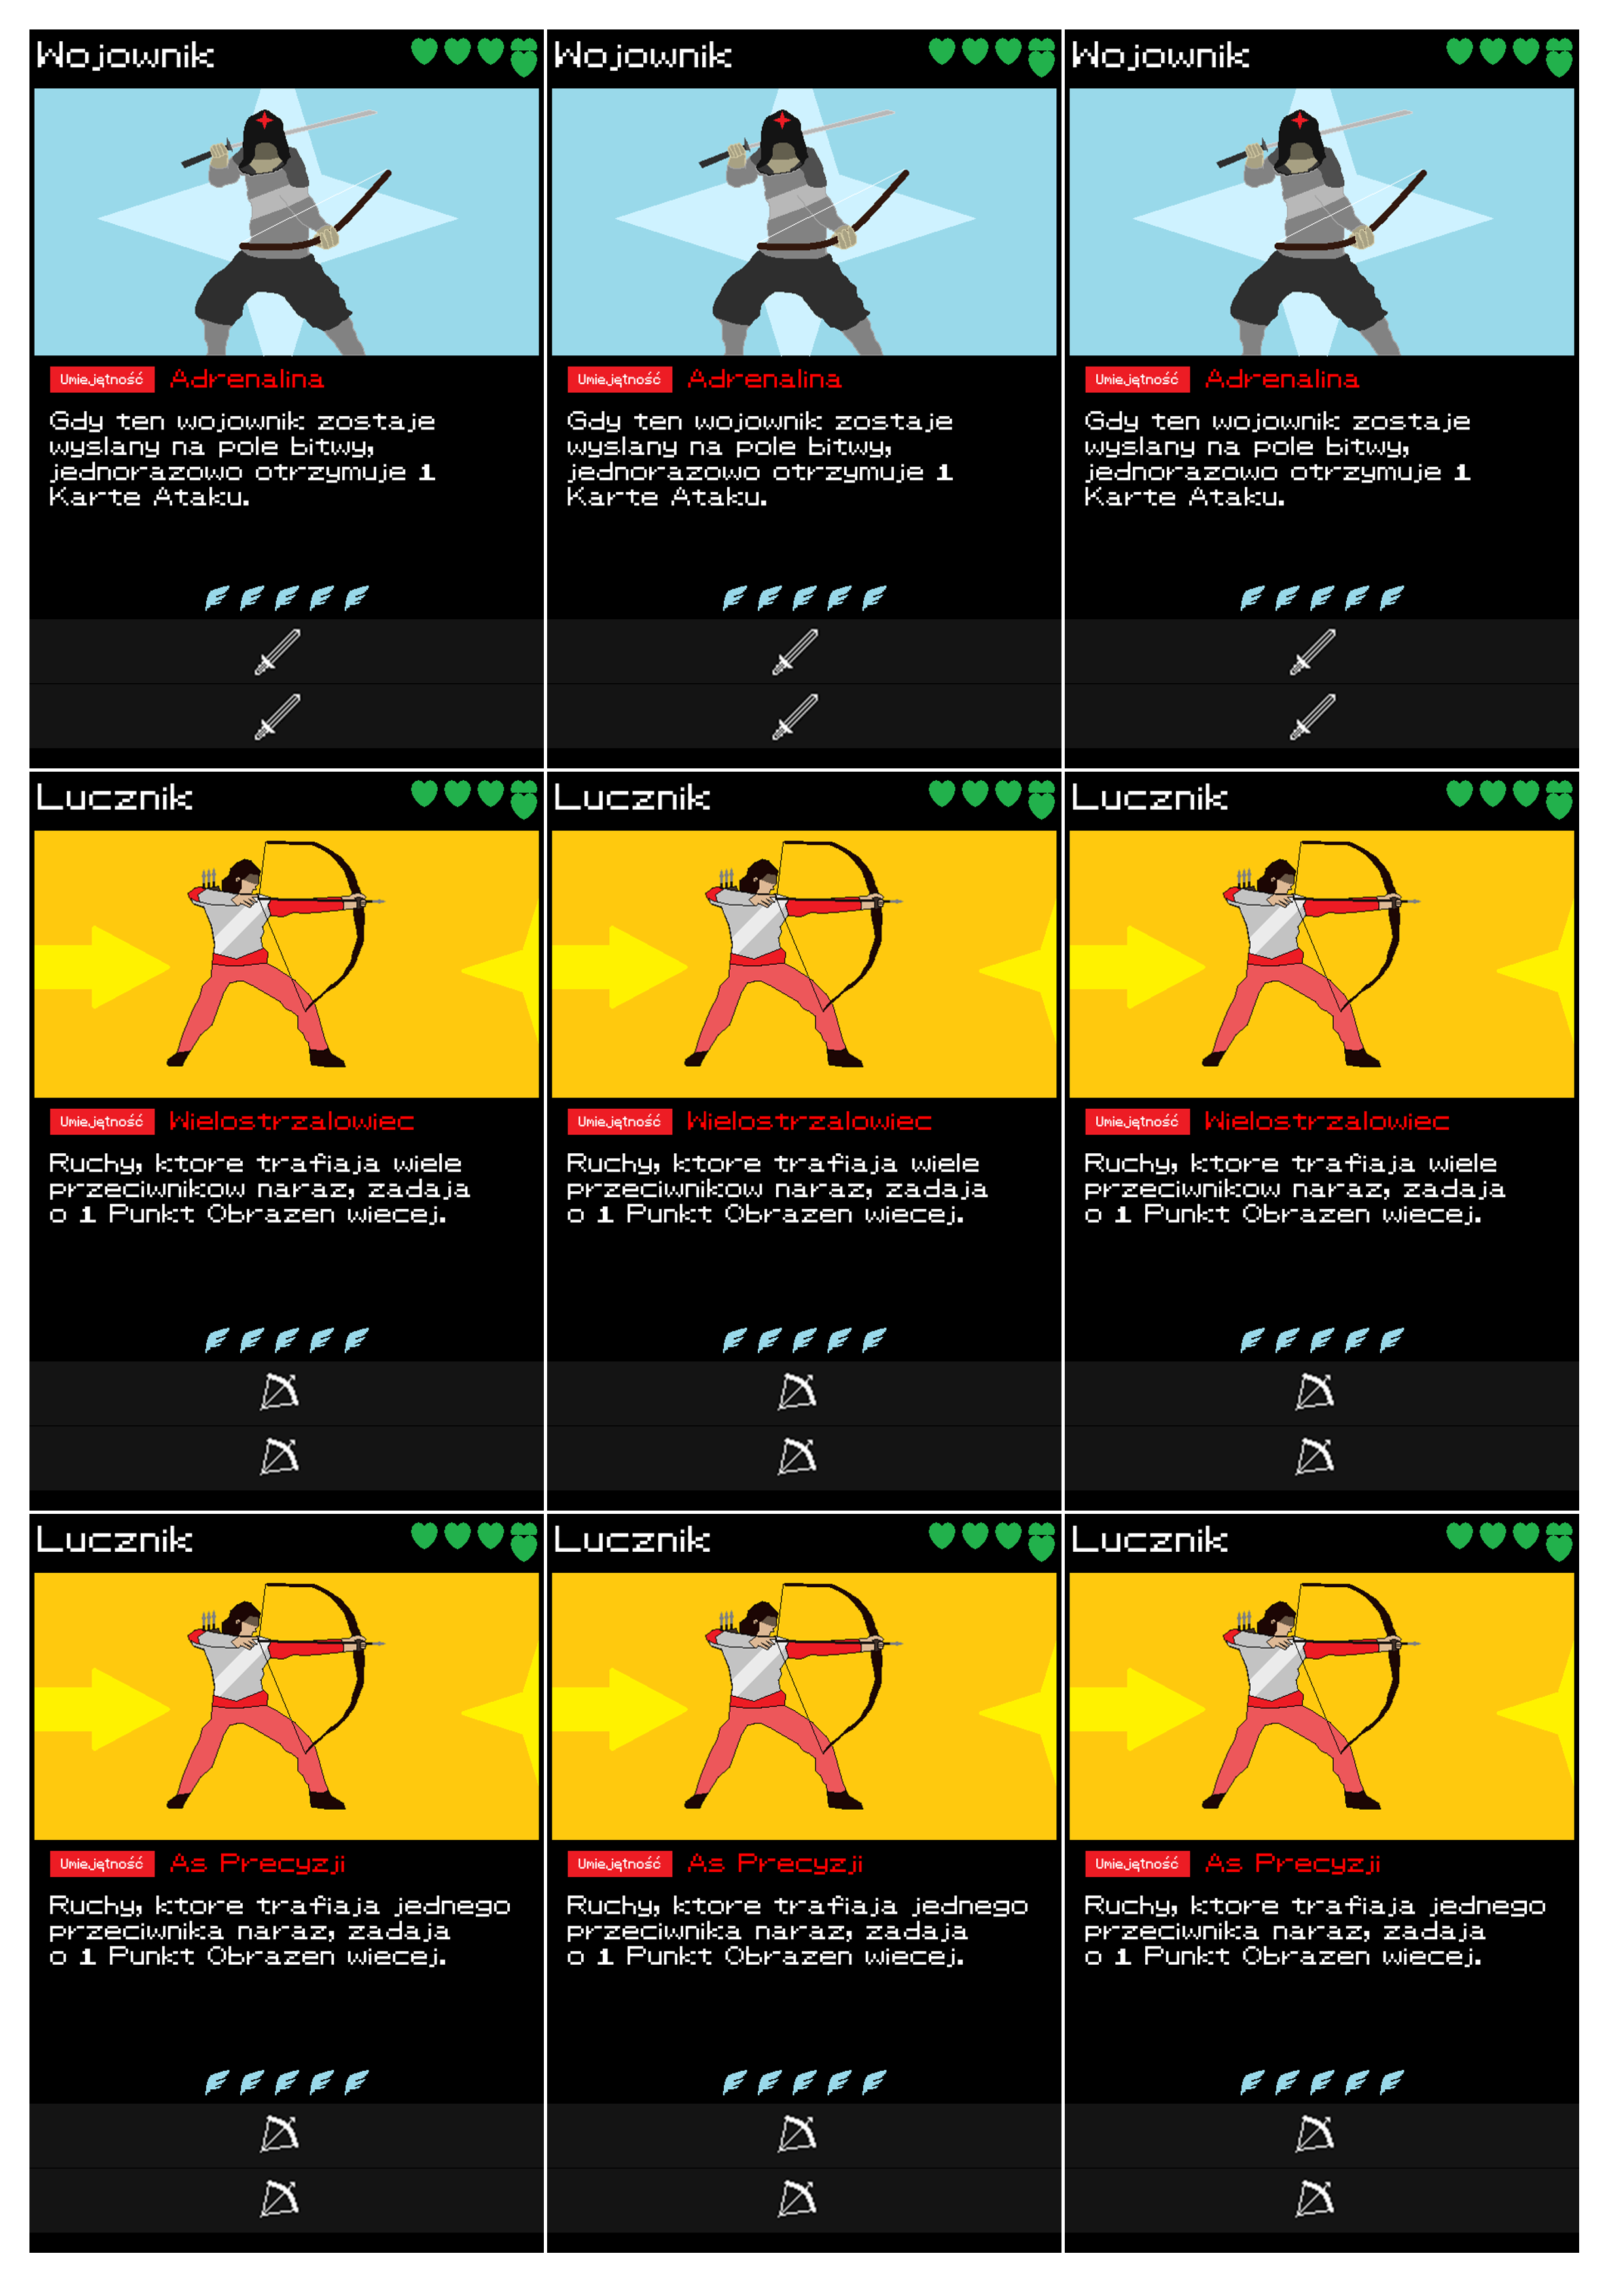 Wojownik
Umiejętność Adrenalina
Gdy ten wojownik zostaje
wyslany na pole bitwy,
jednorazowo otrzymuje 1
Karte Ataku.
Wojownik
Umiejętność Adrenalina
Gdy ten wojownik zostaje
wyslany na pole bitwy,
jednorazowo otrzymuje 1
Karte Ataku.
Wojownik
Umiejętność Adrenalina
Gdy ten wojownik zostaje
wyslany na pole bitwy,
jednorazowo otrzymuje 1
Karte Ataku.
Lucznik
Umiejętność Wielostrzalowiec
Ruchy, ktore trafiaja wiele
przeciwnikow naraz, zadaja
o 1 Punkt Obrazen wiecej.
Lucznik
Umiejętność Wielostrzalowiec
Ruchy, ktore trafiaja wiele
przeciwnikow naraz, zadaja
o 1 Punkt Obrazen wiecej.
Lucznik
Umiejętność Wielostrzalowiec
Ruchy, ktore trafiaja wiele
przeciwnikow naraz, zadaja
o 1 Punkt Obrazen wiecej.
Lucznik
Umiejętność As Precyzji
Ruchy, ktore trafiaja jednego
przeciwnika naraz, zadaja
o 1 Punkt Obrazen wiecej.
Lucznik
Umiejętność As Precyzji
Ruchy, ktore trafiaja jednego
przeciwnika naraz, zadaja
o 1 Punkt Obrazen wiecej.
Lucznik
Umiejętność As Precyzji
Ruchy, ktore trafiaja jednego
przeciwnika naraz, zadaja
o 1 Punkt Obrazen wiecej.